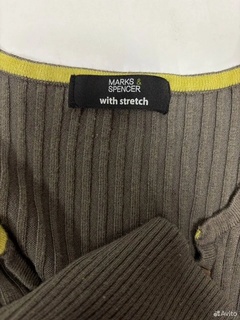 MARKS &
SPENCER
with stretch
Avito